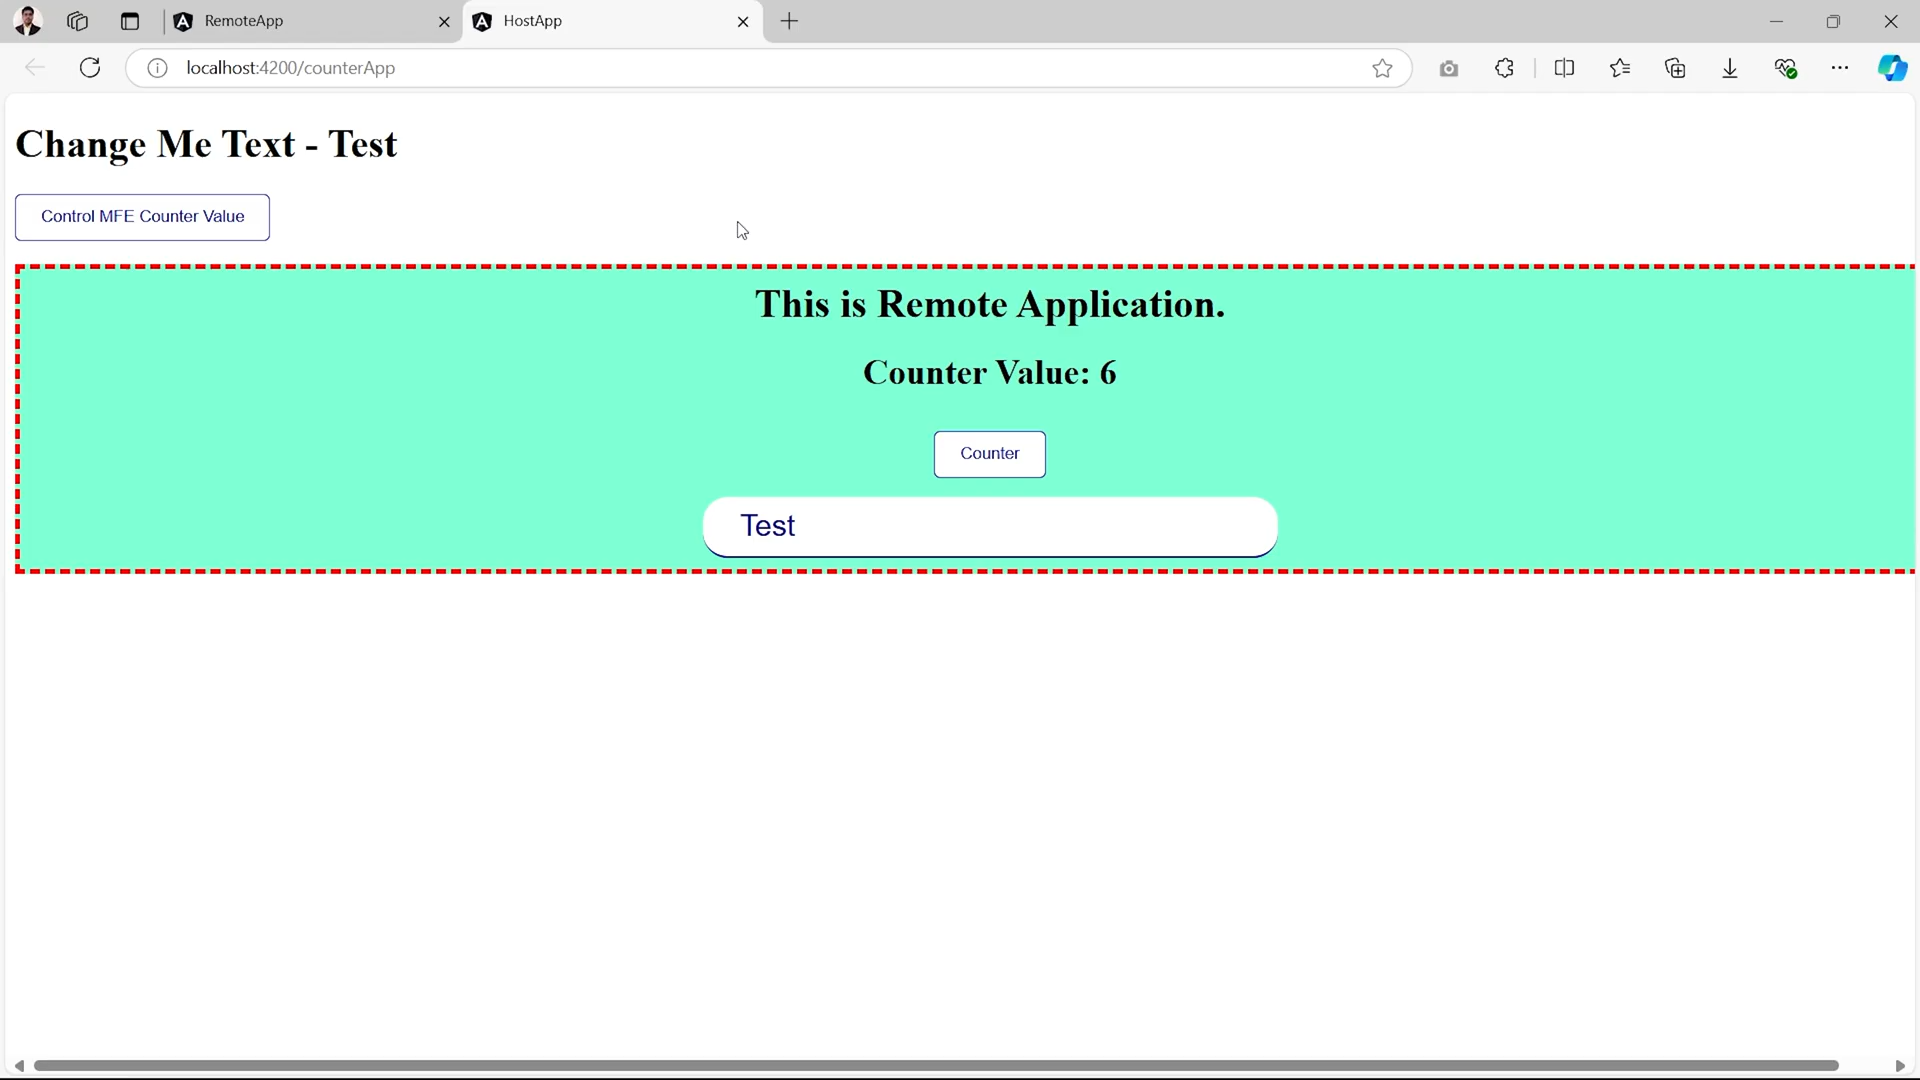 RemoteApp
HostApp
localhost:4200/counterApp
Change Me Text - Test
Control MFE Counter Value
This is Remote Application.
Counter Value: 6
Counter
Test